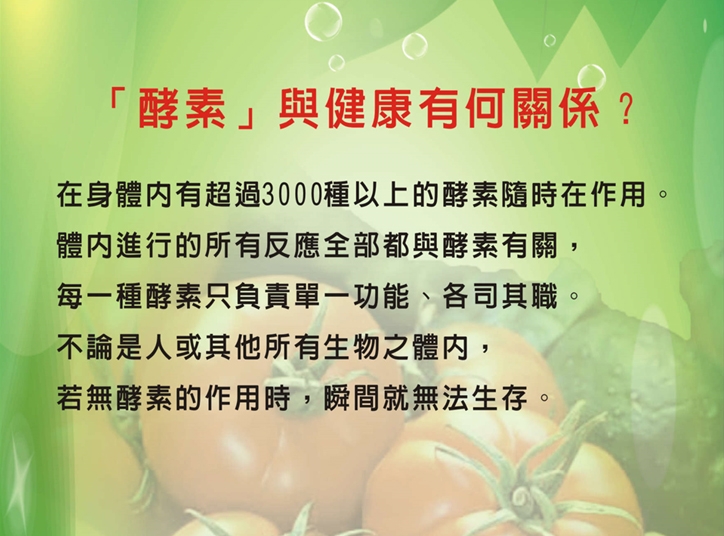 「酵素」與健康有何關係？
在身體内有超過3000種以上的酵素隨時在作用。
體内進行的所有反應全部都與酵素有關，
每一種酵素只負責單一功能、各司其職。
不論是人或其他所有生物之體内，
若無酵素的作用時，瞬間就無法生存。